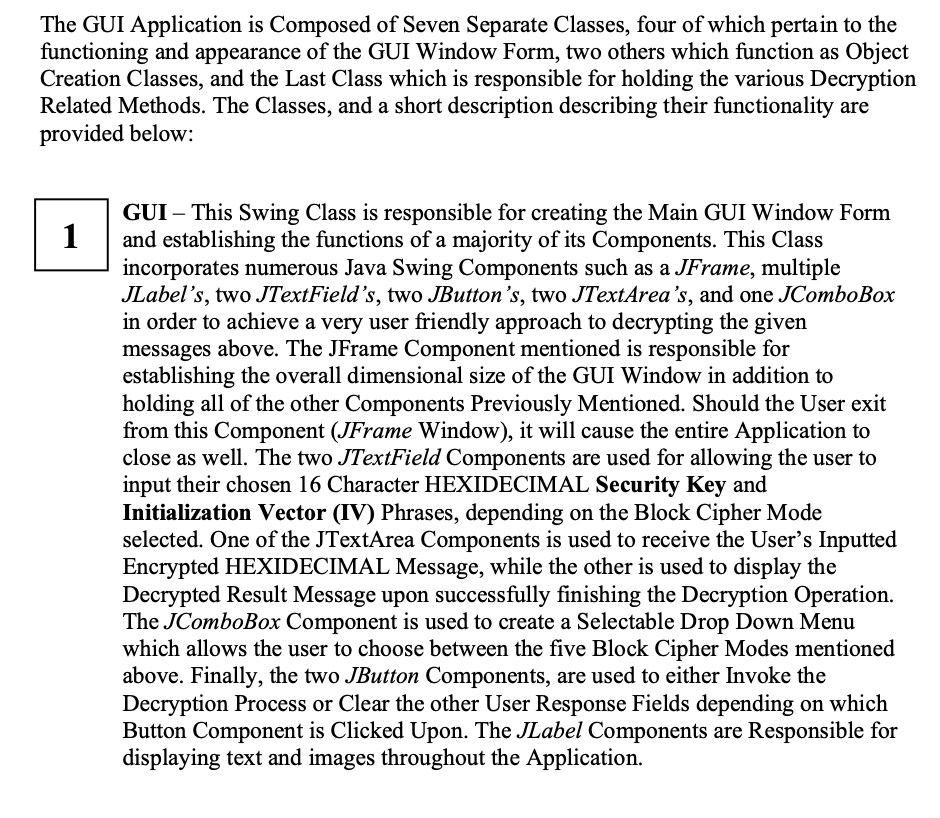 The GUI Application is Composed of Seven Separate Classes, four of which pertain to the
functioning and appearance of the GUI Window Form, two others which function as Object
Creation Classes, and the Last Class which is responsible for holding the various Decryption
Related Methods. The Classes, and a short description describing their functionality are
provided below:
1
GUI – This Swing Class is responsible for creating the Main GUI Window Form
and establishing the functions of a majority of its Components. This Class
incorporates numerous Java Swing Components such as a JFrame, multiple
JLabel's, two JTextField's, two JButton's, two JTextArea's, and one JComboBox
in order to achieve a very user friendly approach to decrypting the given
messages above. The JFrame Component mentioned is responsible for
establishing the overall dimensional size of the GUI Window in addition to
holding all of the other Components Previously Mentioned. Should the User exit
from this Component (JFrame Window), it will cause the entire Application to
close as well. The two JTextField Components are used for allowing the user to
input their chosen 16 Character HEXIDECIMAL Security Key and
Initialization Vector (IV) Phrases, depending on the Block Cipher Mode
selected. One of the JTextArea Components is used to receive the User's Inputted
Encrypted HEXIDECIMAL Message, while the other is used to display the
Decrypted Result Message upon successfully finishing the Decryption Operation.
The JComboBox Component is used to create a Selectable Drop Down Menu
which allows the user to choose between the five Block Cipher Modes mentioned
above. Finally, the two JButton Components, are used to either Invoke the
Decryption Process or Clear the other User Response Fields depending on which
Button Component is Clicked Upon. The JLabel Components are Responsible for
displaying text and images throughout the Application.